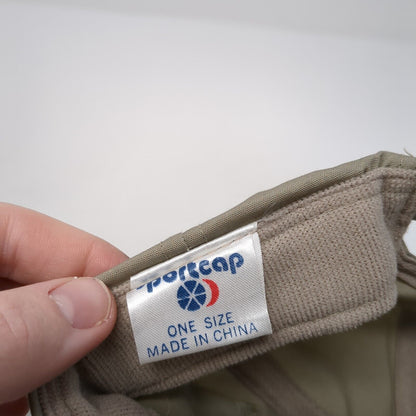 sportcap
ONE SIZE
MADE IN CHINA